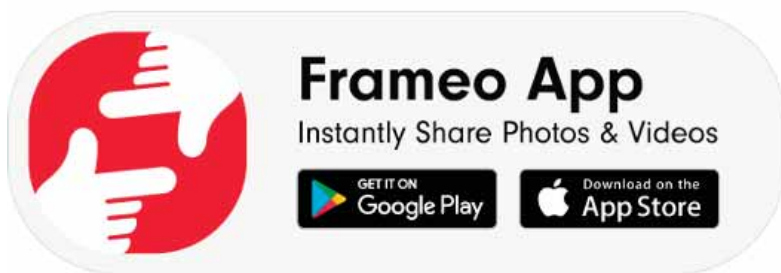 Frameo App
Instantly Share Photos & Videos
GET IT ON
Google Play
Download on the
App Store